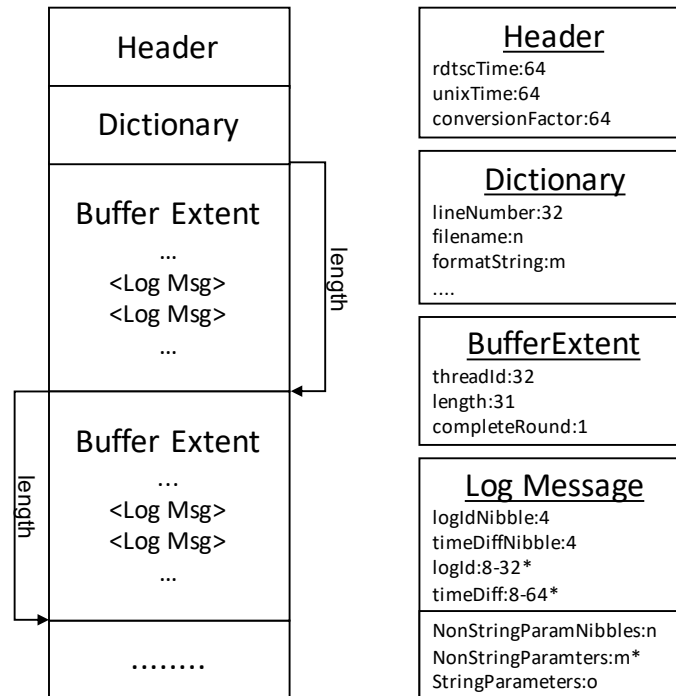 Header
Dictionary
Buffer Extent
...
<Log Msg>
<Log Msg>
...
length
Buffer Extent
...
<Log Msg>
<Log Msg>
...
length
........
Header
rdtscTime:64
unixTime:64
conversionFactor:64
Dictionary
lineNumber:32
filename:n
formatString:m
....
BufferExtent
threadId:32
length:31
completeRound:1
Log Message
logIdNibble:4
timeDiffNibble:4
logId:8-32*
timeDiff:8-64*
NonStringParamNibbles:n
NonStringParamters:m*
StringParameters:o